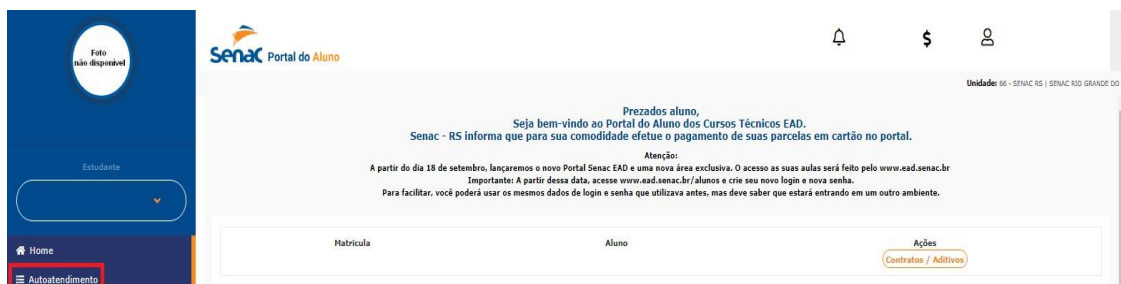 Foto
não disponível
Senac Portal do Aluno
$
Unidade: 66 - SENAC RS | SENAC RIO GRANDE DO
Prezados aluno,
Seja bem-vindo ao Portal do Aluno dos Cursos Técnicos EAD.
Senac - RS informa que para sua comodidade efetue o pagamento de suas parcelas em cartão no portal.
Atenção:
A partir do dia 18 de setembro, lançaremos o novo Portal Senac EAD e uma nova área exclusiva. O acesso as suas aulas será feito pelo www.ead.senac.br
Importante: A partir dessa data, acesse www.ead.senac.br/alunos e crie seu novo login e nova senha.
Para facilitar, você poderá usar os mesmos dados de login e senha que utilizava antes, mas deve saber que estará entrando em um outro ambiente.
Estudante
Home
Autoatendimento
Matricula Aluno Ações
Contratos / Aditivos